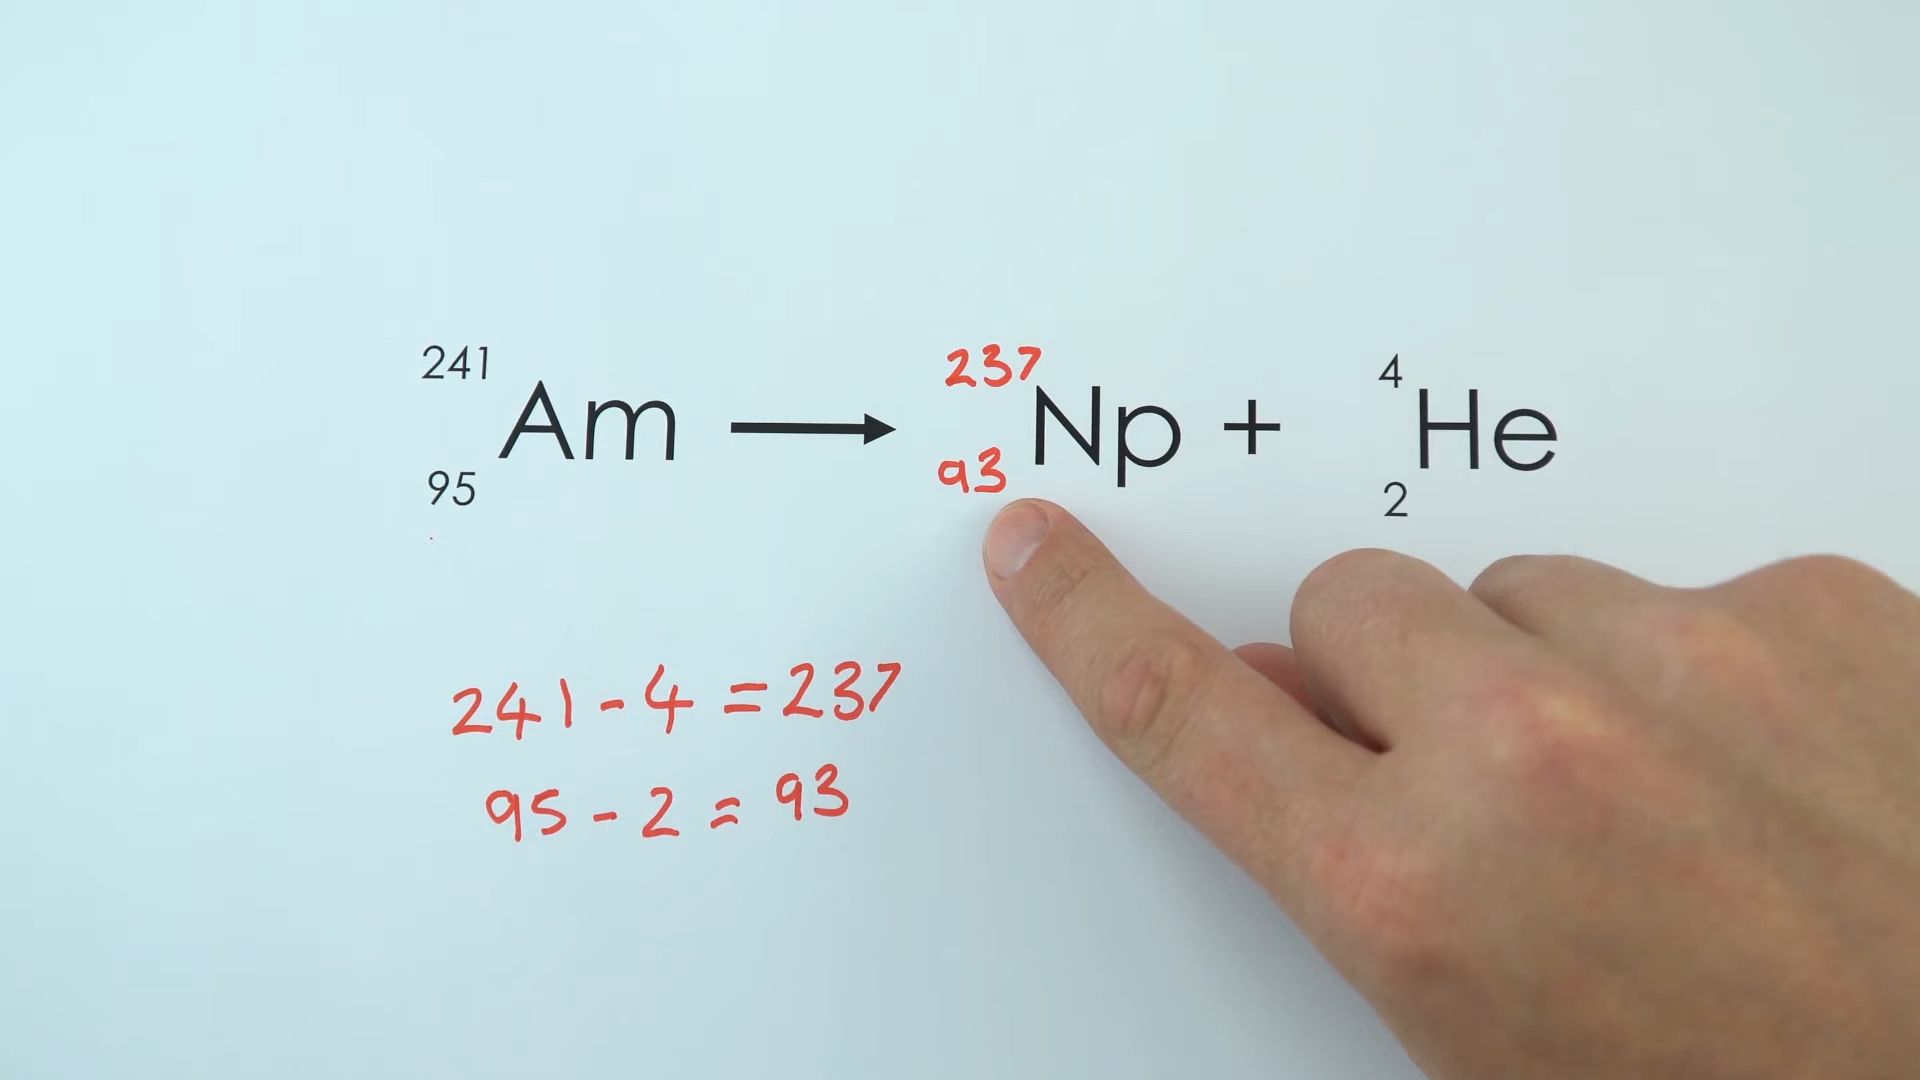 241 Am 95 → 237 Np 93 + 4 He 2
241 - 4 = 237
95 - 2 = 93